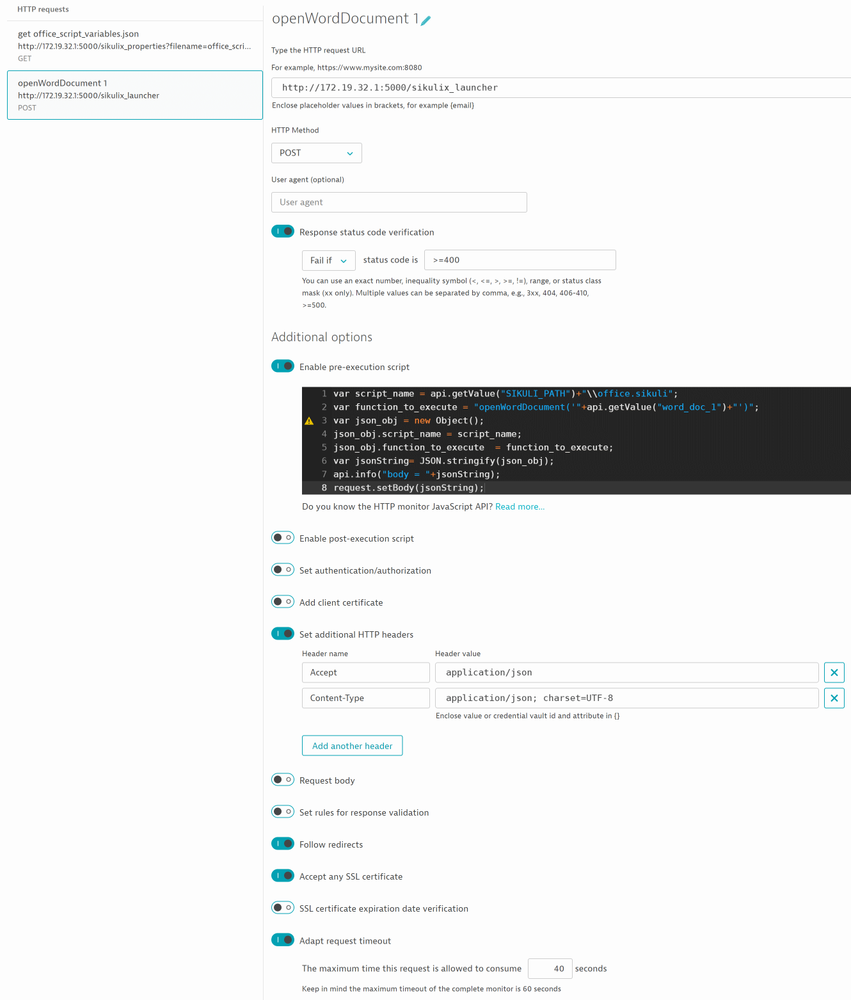 HTTP requests
get office_script_variables.json
http://172.19.32.1:5000/sikulix_properties?filename=office_scri...
GET
openWordDocument 1
http://172.19.32.1:5000/sikulix_launcher
POST
openWordDocument 1
Type the HTTP request URL
For example, https://www.mysite.com:8080
http://172.19.32.1:5000/sikulix_launcher
Enclose placeholder values in brackets, for example {email}
HTTP Method
POST
User agent (optional)
User agent
Response status code verification
Fail if status code is >=400
You can use an exact number, inequality symbol (<, <=, >, >=, !=), range, or status class
mask (xx only). Multiple values can be separated by comma, e.g., 3xx, 404, 406-410,
>=500.
Additional options
Enable pre-execution script
1 var script_name = api.getValue("SIKULI_PATH")+"\\office.sikuli";
2 var function_to_execute = "openWordDocument('"+api.getValue("word_doc_1")+"')";
3 var json_obj = new Object();
4 json_obj.script_name = script_name;
5 json_obj.function_to_execute  = function_to_execute;
6 var jsonString= JSON.stringify(json_obj);
7 api.info("body = "+jsonString);
8 request.setBody(jsonString);
Do you know the HTTP monitor JavaScript API? Read more...
Enable post-execution script
Set authentication/authorization
Add client certificate
Set additional HTTP headers
Header name Header value
Accept application/json
Content-Type application/json; charset=UTF-8
Enclose value or credential vault id and attribute in {}
Add another header
Request body
Set rules for response validation
Follow redirects
Accept any SSL certificate
SSL certificate expiration date verification
Adapt request timeout
The maximum time this request is allowed to consume 40 seconds
Keep in mind the maximum timeout of the complete monitor is 60 seconds